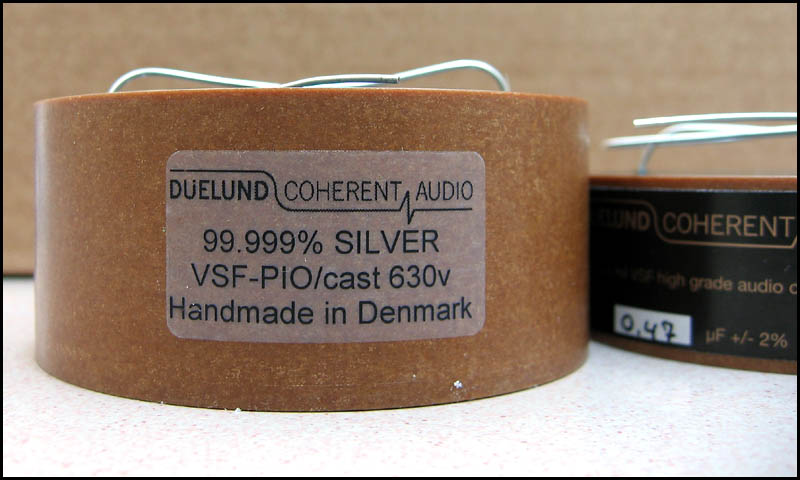 DUELUND COHERENT AUDIO
99.999% SILVER
VSF-PIO/cast 630v
Handmade in Denmark
DUELUND COHERENT
VSF high grade audio
0.47 µF +/- 2%